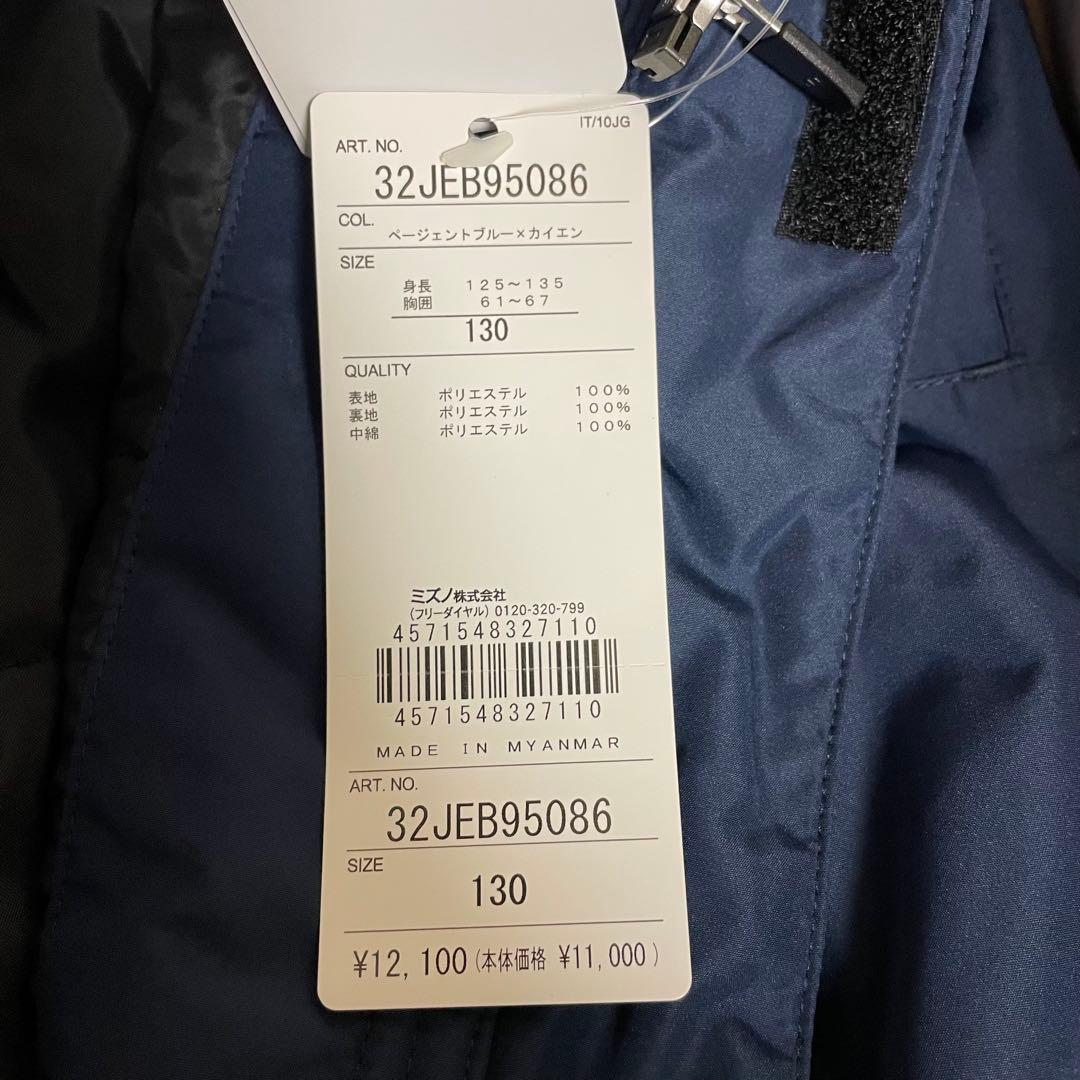 IT/10JG
ART. NO.
32JEB95086
COL.
ページェントブルー×カイエン
SIZE
身長 125～135
胸囲 61～67
130
QUALITY
表地 ポリエステル 100%
裏地 ポリエステル 100%
中綿 ポリエステル 100%
ミズノ株式会社
(フリーダイヤル) 0120-320-799
4571548327110
4571548327110
MADE IN MYANMAR
ART. NO.
32JEB95086
SIZE
130
¥12,100(本体価格 ¥11,000)